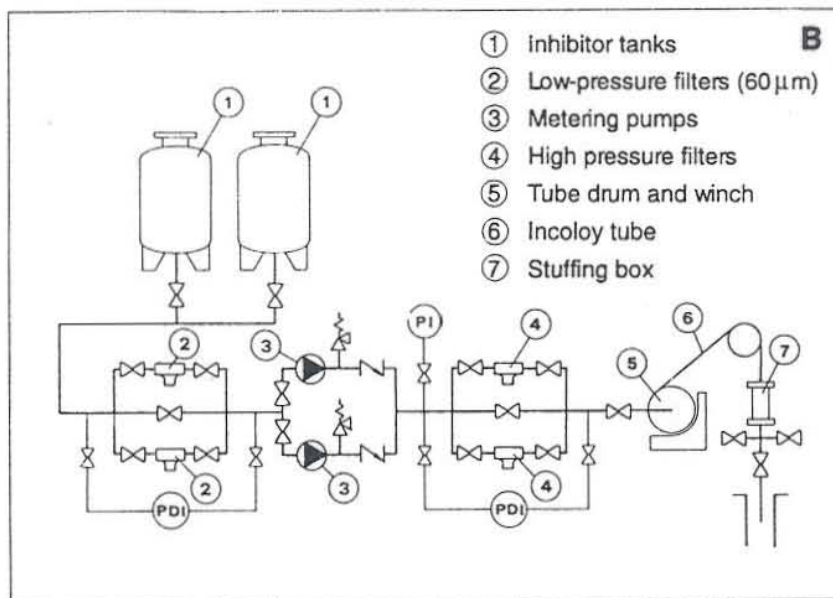 B
① inhibitor tanks
② Low-pressure filters (60 μm)
③ Metering pumps
④ High pressure filters
⑤ Tube drum and winch
⑥ Incoloy tube
⑦ Stuffing box
1 1
2
3
PI
4
6
5
7
2
3
4
PDI
PDI